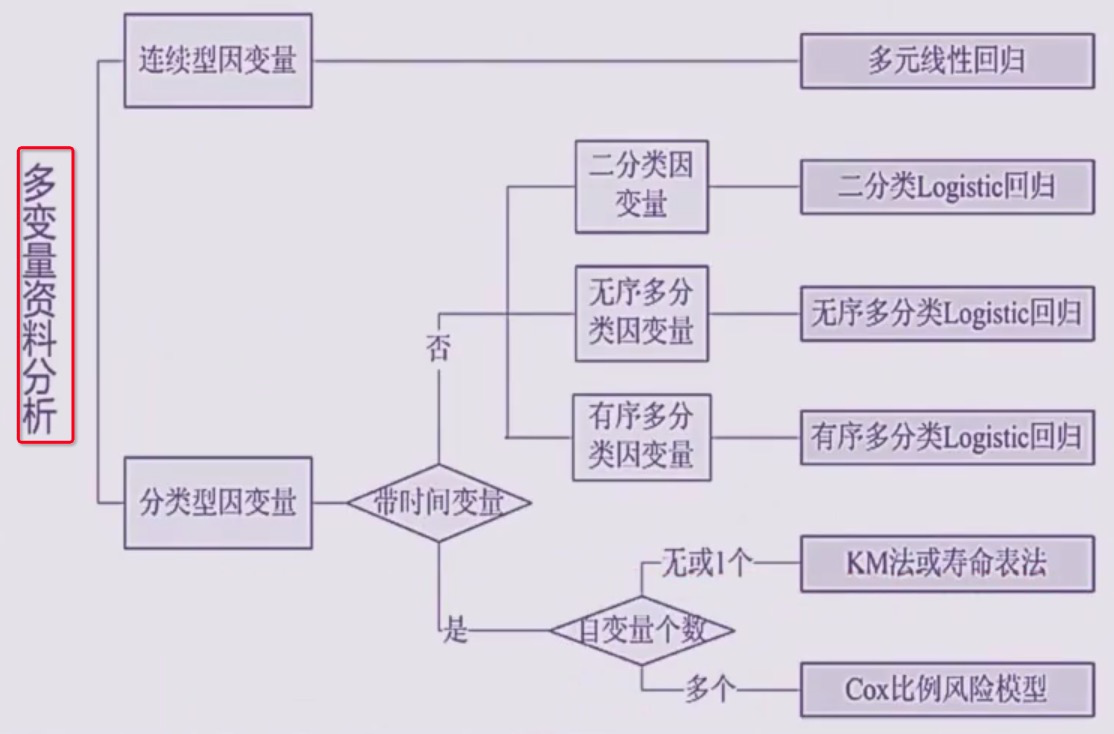 多变量资料分析
连续型因变量
多元线性回归
分类型因变量
带时间变量
否
二分类因
变量
二分类Logistic回归
无序多分
类因变量
无序多分类Logistic回归
有序多分
类因变量
有序多分类Logistic回归
是
自变量个数
无或1个
KM法或寿命表法
多个
Cox比例风险模型